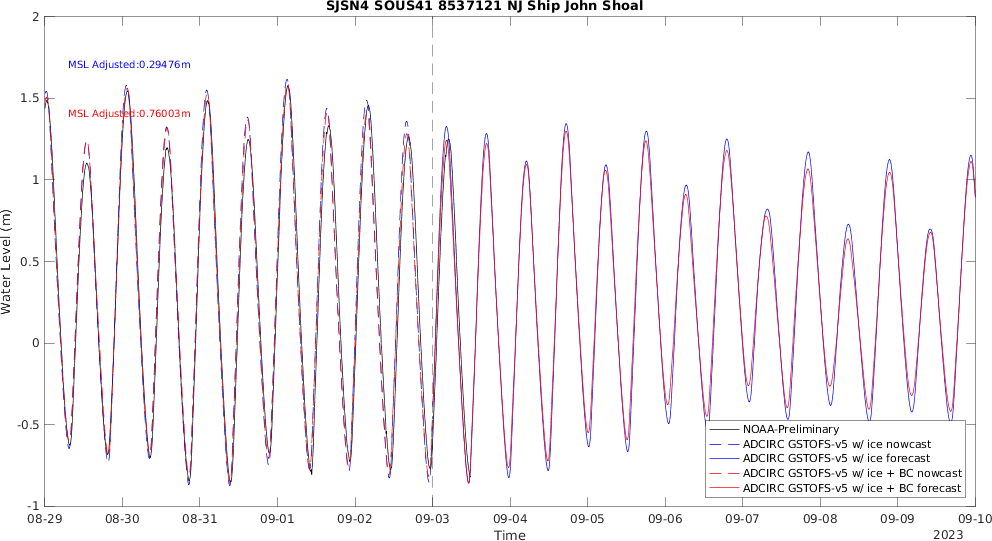 SJSN4 SOUS41 8537121 NJ Ship John Shoal
2
1.5
1
0.5
0
-0.5
-1
Water Level (m)
MSL Adjusted:0.29476m
MSL Adjusted:0.76003m
NOAA-Preliminary
ADCIRC GSTOFS-v5 w/ ice nowcast
ADCIRC GSTOFS-v5 w/ ice forecast
ADCIRC GSTOFS-v5 w/ ice + BC nowcast
ADCIRC GSTOFS-v5 w/ ice + BC forecast
08-29 08-30 08-31 09-01 09-02 09-03 09-04 09-05 09-06 09-07 09-08 09-09 09-10
Time
2023